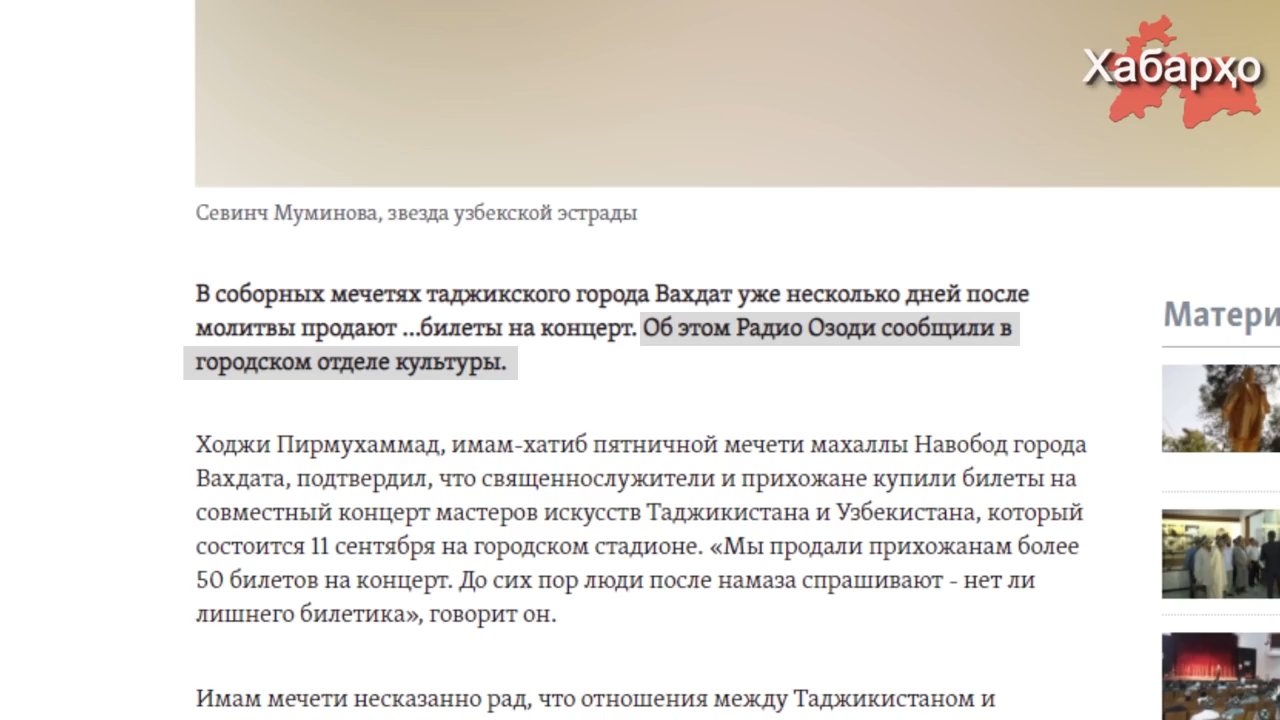 Хабарҳо
Севинч Муминова, звезда узбекской эстрады
В соборных мечетях таджикского города Вахдат уже несколько дней после
молитвы продают ...билеты на концерт. Об этом Радио Озоди сообщили в
городском отделе культуры.
Матери
Ходжи Пирмухаммад, имам-хатиб пятничной мечети махаллы Навобод города
Вахдата, подтвердил, что священнослужители и прихожане купили билеты на
совместный концерт мастеров искусств Таджикистана и Узбекистана, который
состоится 11 сентября на городском стадионе. «Мы продали прихожанам более
50 билетов на концерт. До сих пор люди после намаза спрашивают - нет ли
лишнего билетика», говорит он.
Имам мечети несказанно рад, что отношения между Таджикистаном и